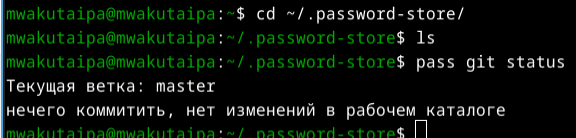 mwakutaipa@mwakutaipa:~$ cd ~/.password-store/
mwakutaipa@mwakutaipa:~/.password-store$ ls
mwakutaipa@mwakutaipa:~/.password-store$ pass git status
Текущая ветка: master
нечего коммитить, нет изменений в рабочем каталоге
mwakutaipa@mwakutaipa:~/.password-store$